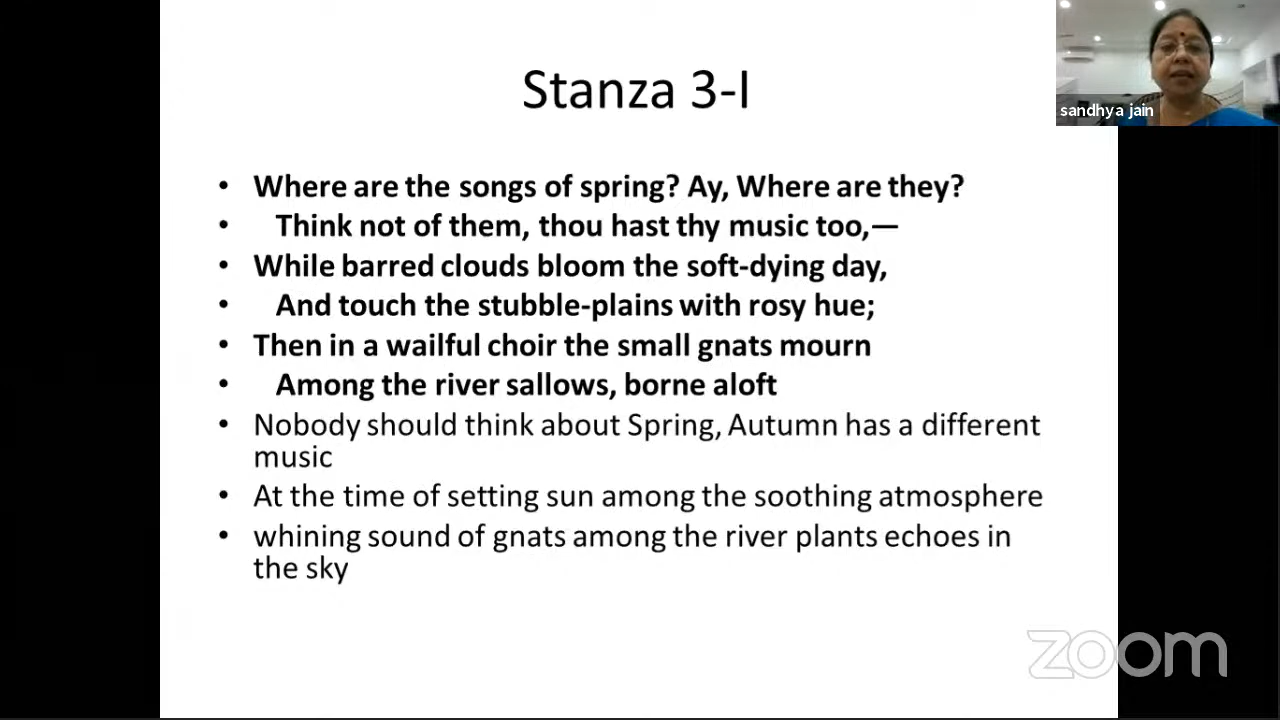 Stanza 3-I
sandhya jain
• Where are the songs of spring? Ay, Where are they?
• Think not of them, thou hast thy music too,—
• While barred clouds bloom the soft-dying day,
• And touch the stubble-plains with rosy hue;
• Then in a wailful choir the small gnats mourn
• Among the river sallows, borne aloft
• Nobody should think about Spring, Autumn has a different
music
• At the time of setting sun among the soothing atmosphere
• whining sound of gnats among the river plants echoes in
the sky
zoom